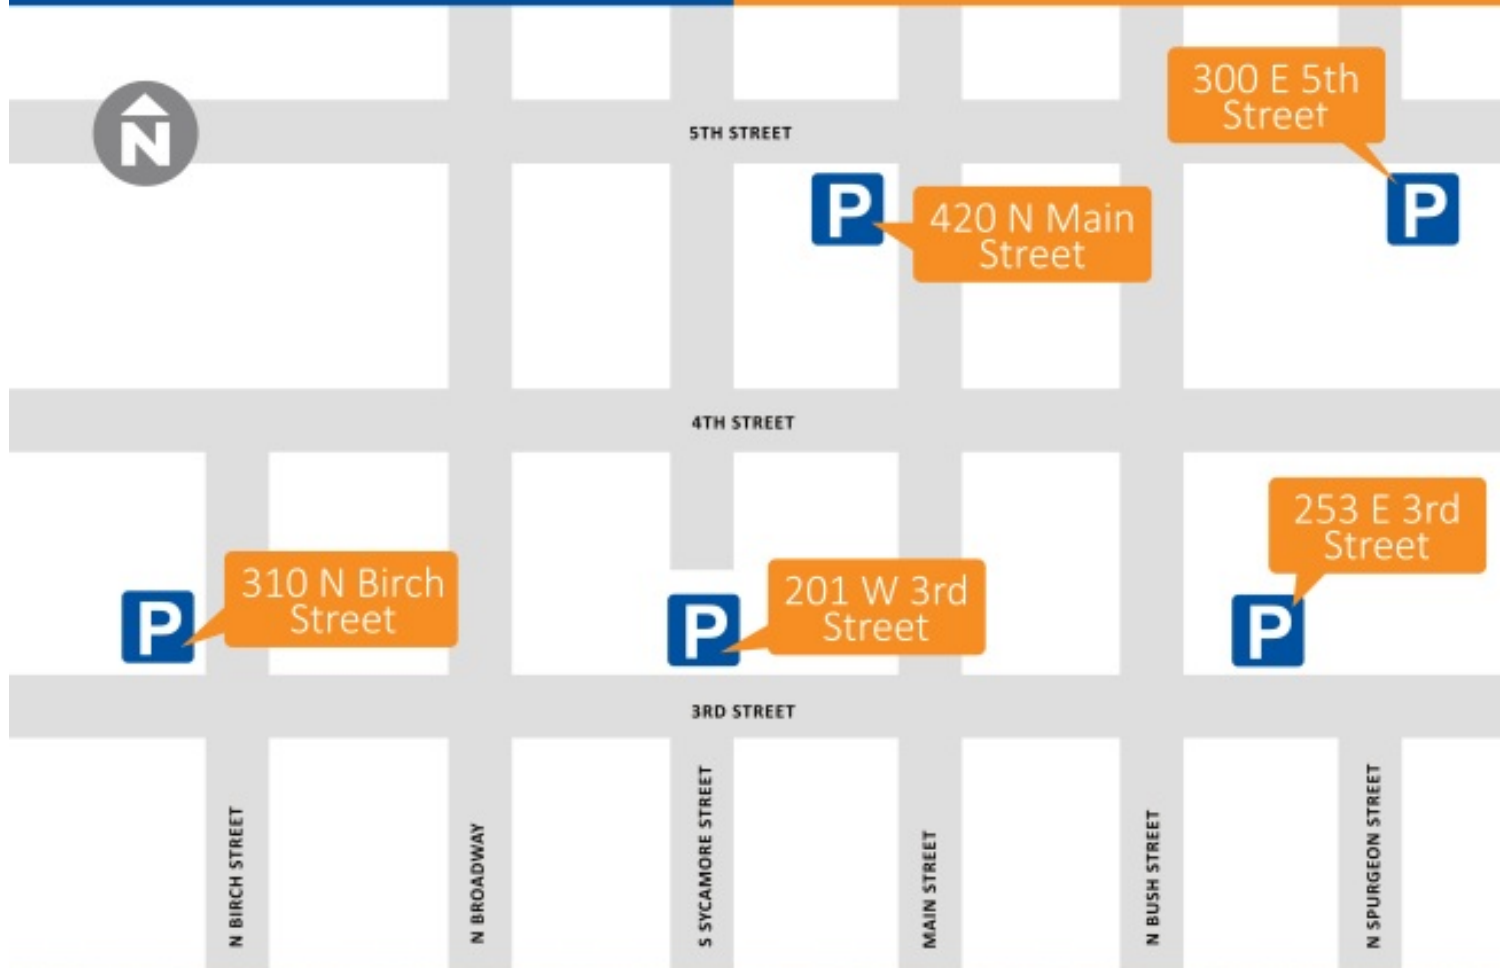 N
5TH STREET
300 E 5th
Street
P
P
420 N Main
Street
4TH STREET
253 E 3rd
Street
310 N Birch
Street
201 W 3rd
Street
P
P
P
3RD STREET
N BIRCH STREET
N BROADWAY
S SYCAMORE STREET
MAIN STREET
N BUSH STREET
N SPURGEON STREET